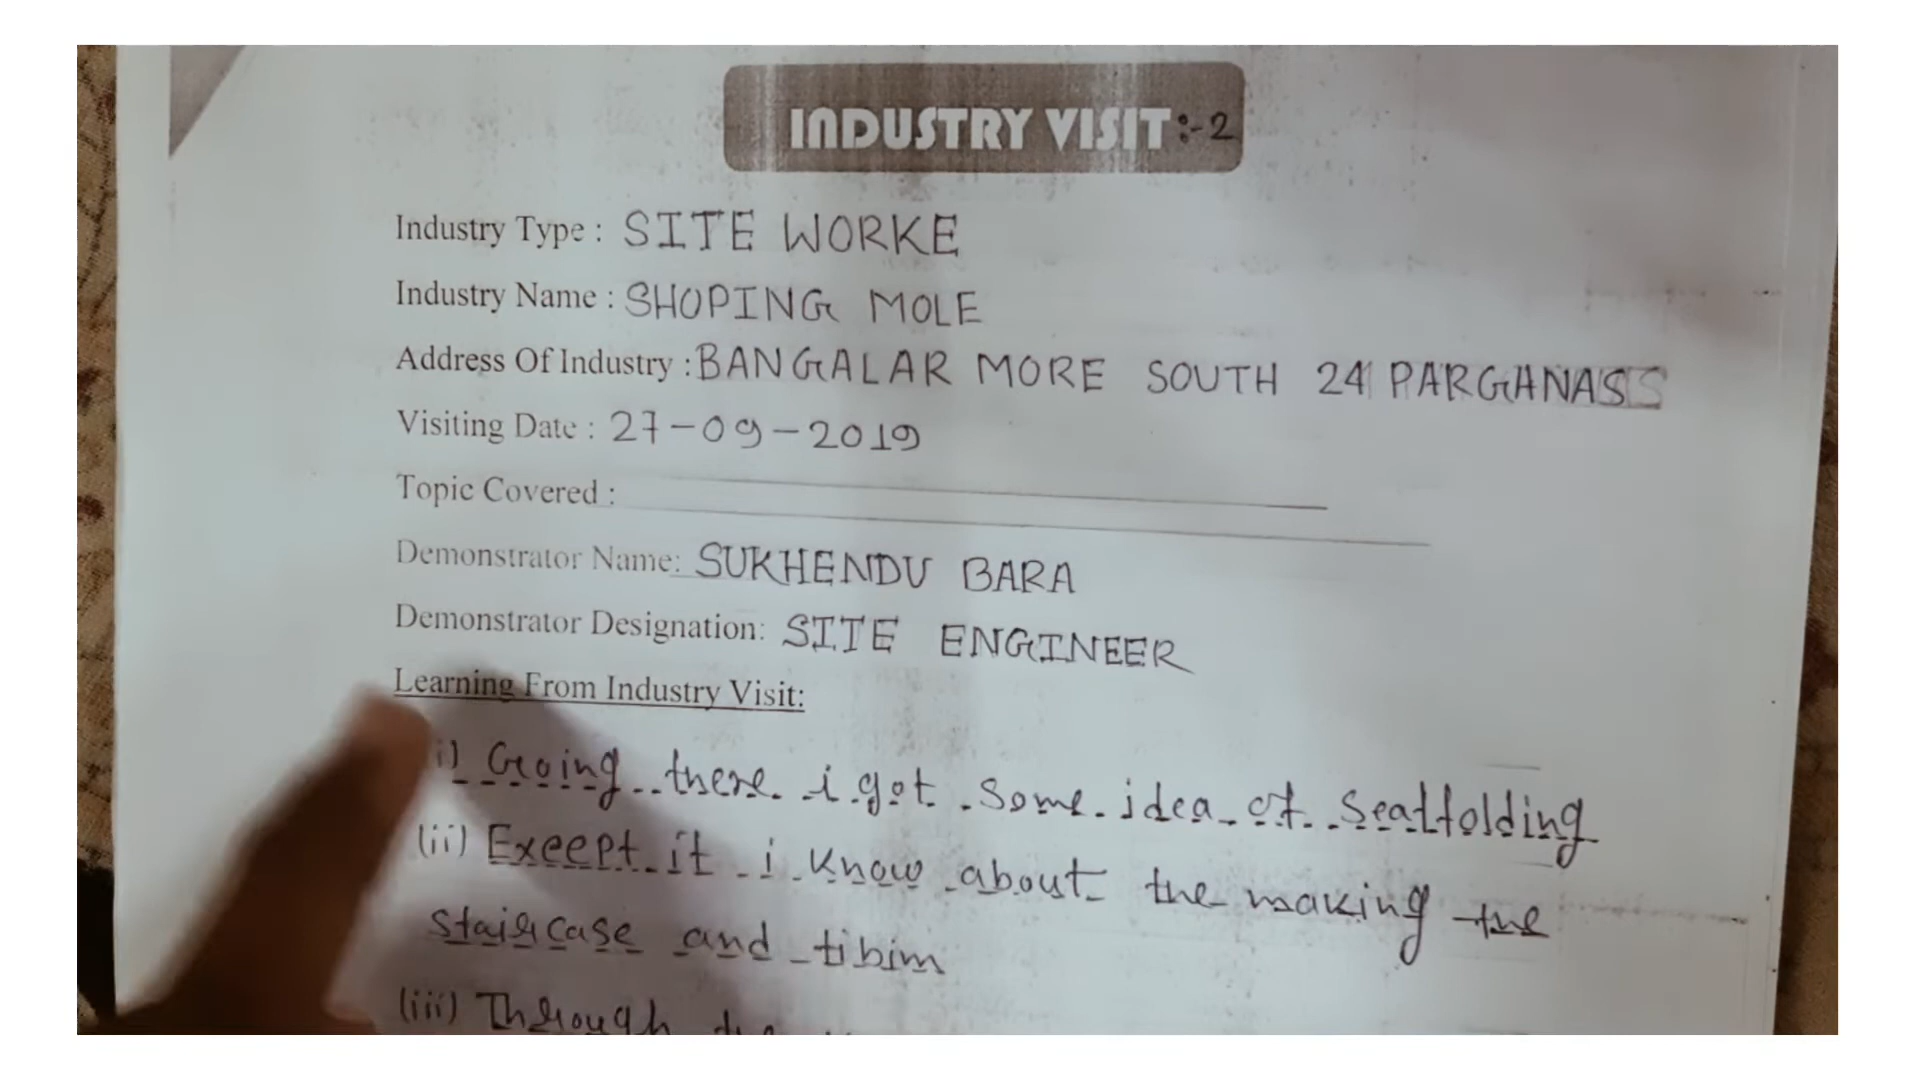 INDUSTRY VISIT:-2
Industry Type : SITE WORKE
Industry Name : SHOPING MOLE
Address Of Industry : BANGALAR MORE SOUTH 24 PARGANAS
Visiting Date : 27-09-2019
Topic Covered :
Demonstrator Name: SUKHENDU BARA
Demonstrator Designation: SITE ENGINEER
Learning From Industry Visit:
i) Going there i got some idea of Scatfolding
(ii) Except it i know about the making the
staircase and tibim
(iii) Through